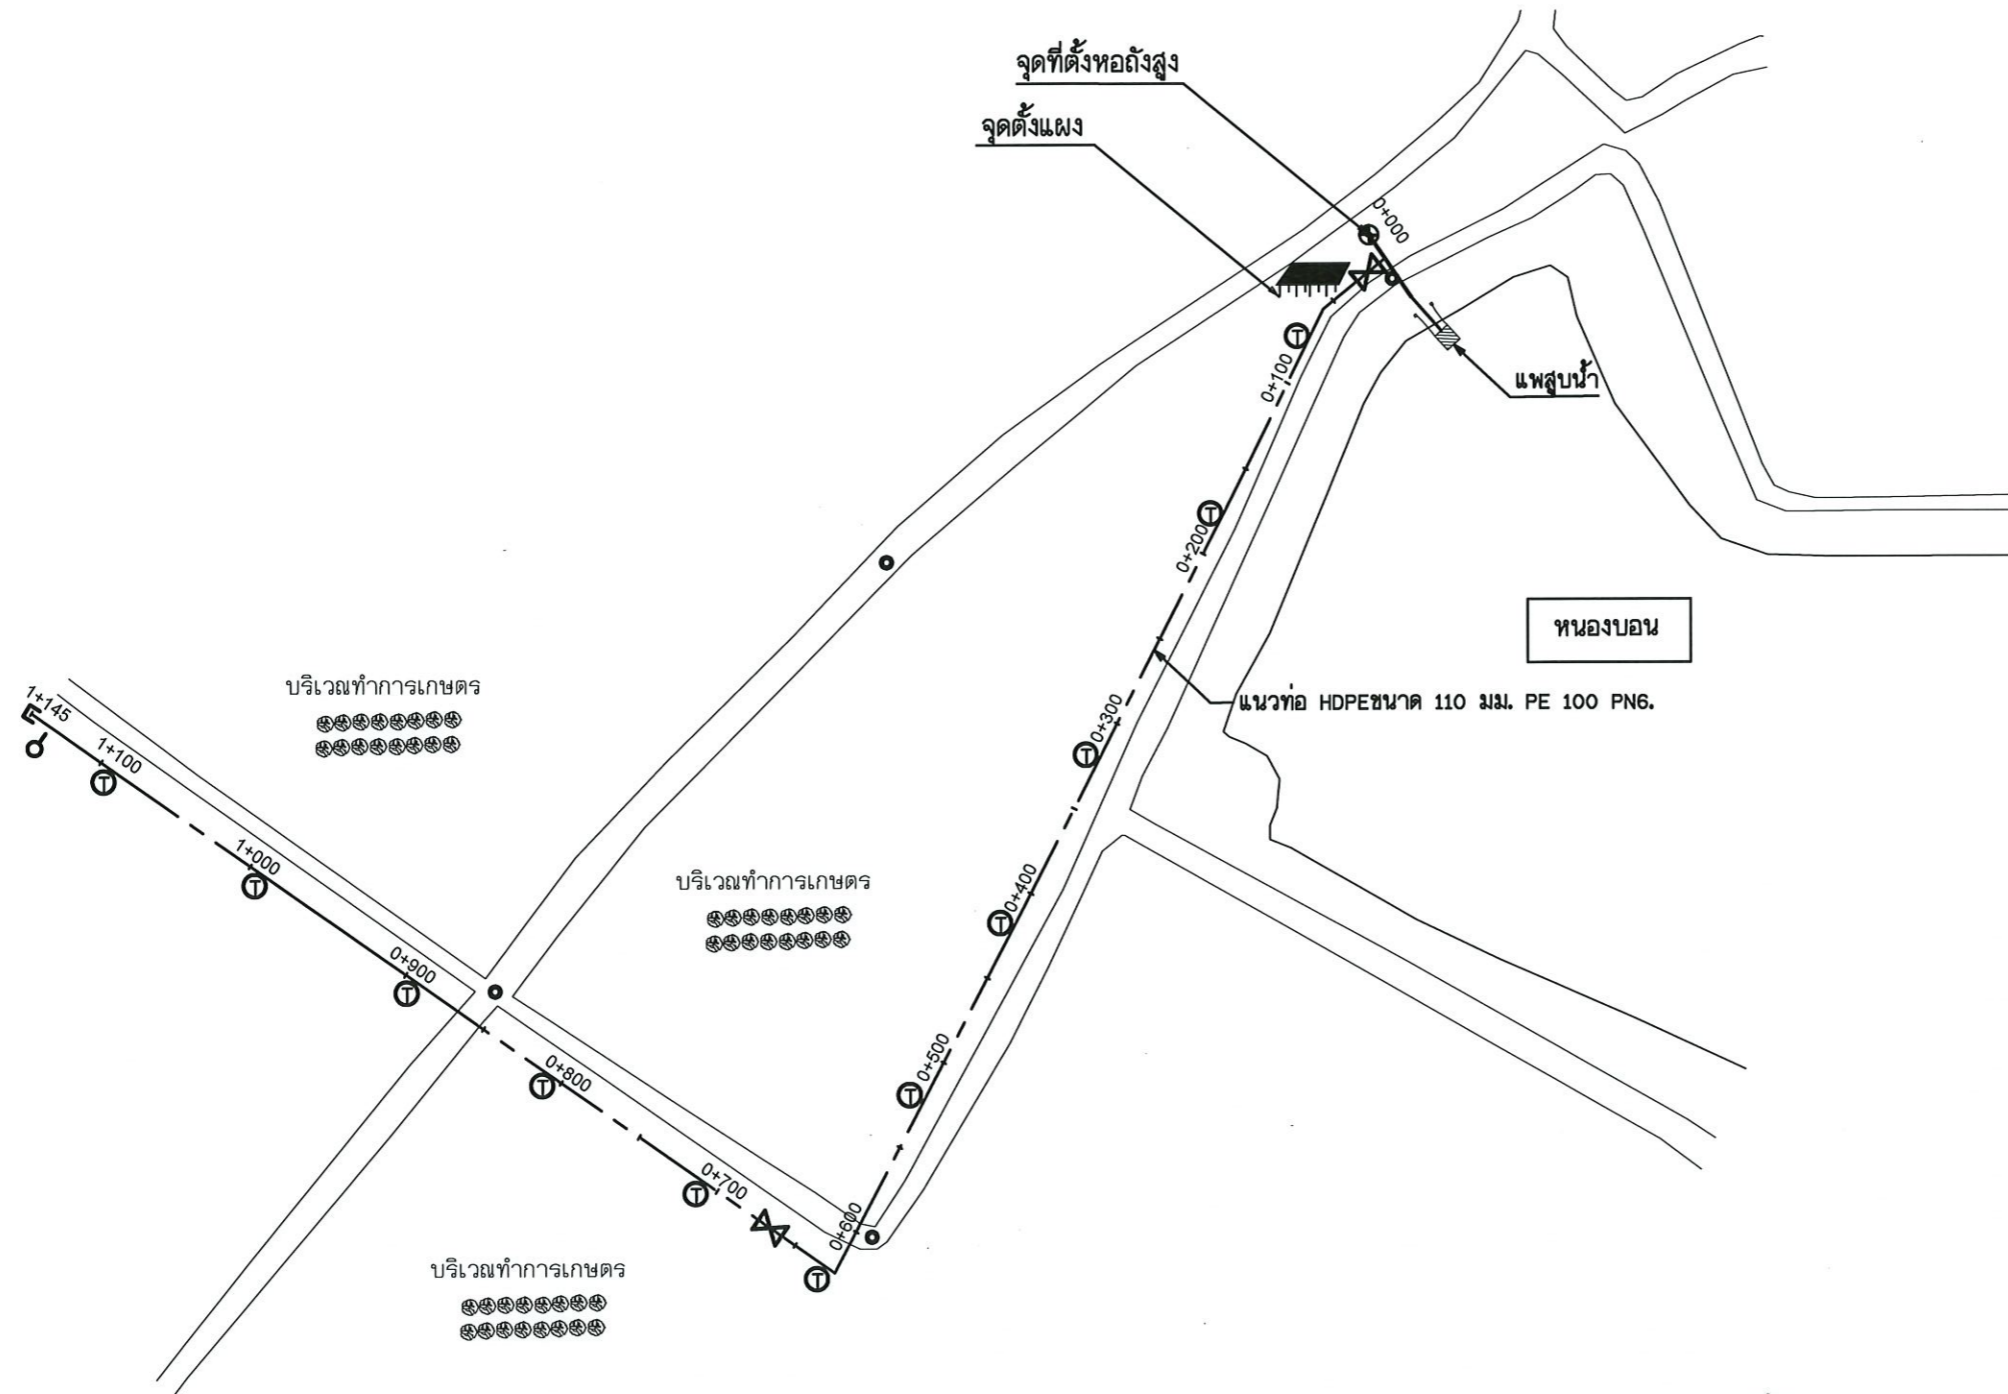 จุดที่ตั้งหอถังสูง
จุดตั้งแผง
0+000
แพสูบน้ำ
0+100
0+200
หนองบอน
แนวท่อ HDPEขนาด 110 มม. PE 100 PN6.
0+300
บริเวณทำการเกษตร
1+145
1+100
1+000
บริเวณทำการเกษตร
0+400
0+900
0+500
0+800
0+700
0+600
บริเวณทำการเกษตร
T
T
T
T
T
T
T
T
T
T
T